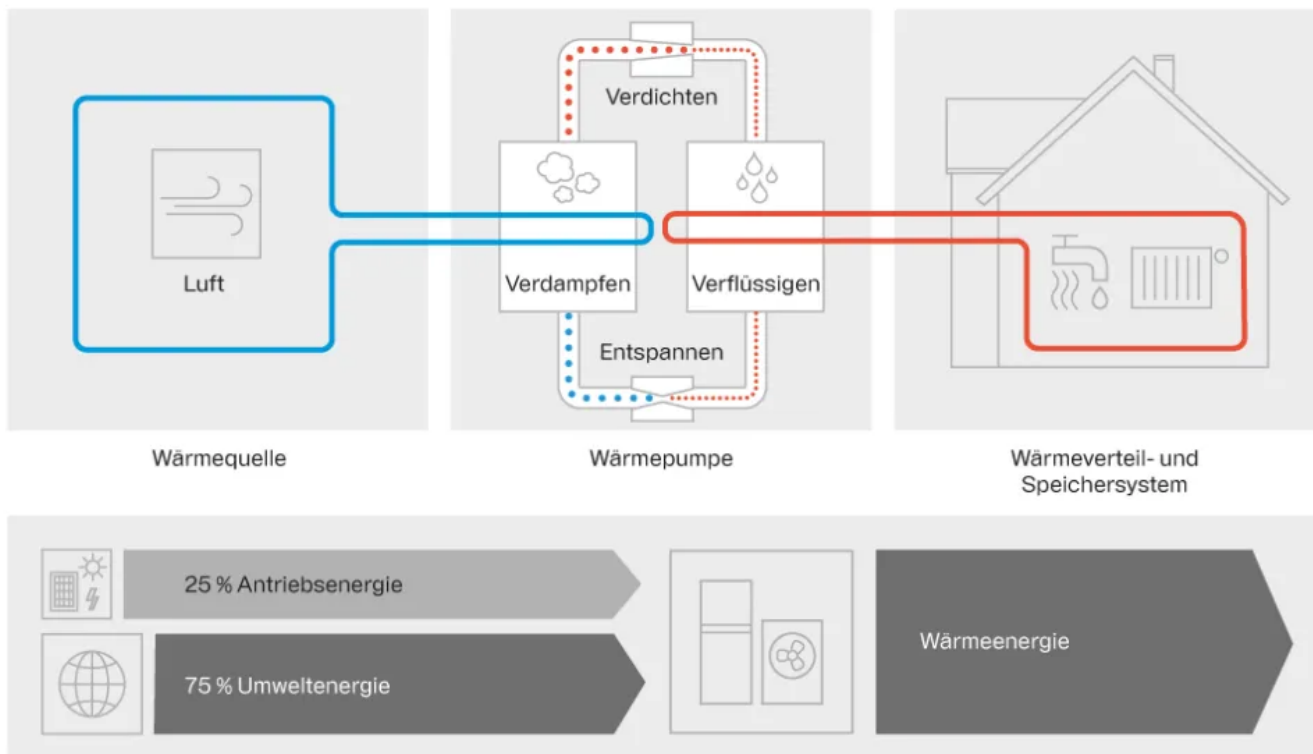 Verdichten
Luft
Verdampfen
Verflüssigen
Entspannen
Wärmequelle
Wärmepumpe
Wärmeverteil- und
Speichersystem
25 % Antriebsenergie
75 % Umweltenergie
Wärmeenergie